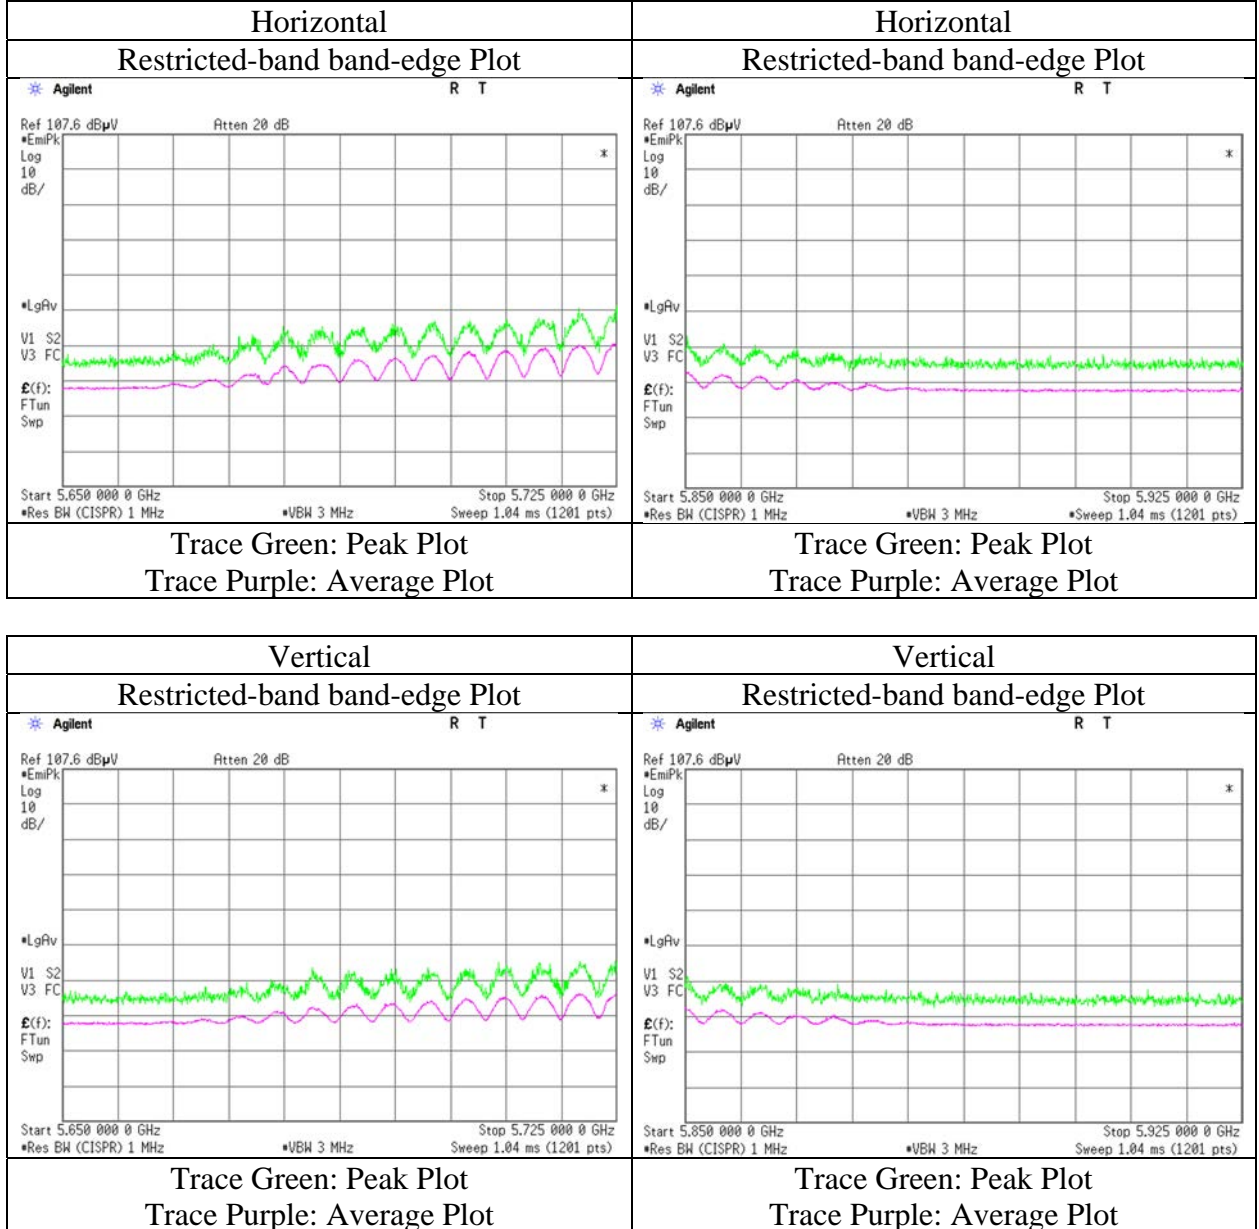 Horizontal
Restricted-band band-edge Plot
Agilent R T
Ref 107.6 dBµV Atten 20 dB
*EmiPk
Log
10
dB/
*
*LgAv
V1 S2
V3 FC
£(f):
FTun
Swp
Start 5.650 000 0 GHz Stop 5.725 000 0 GHz
*Res BW (CISPR) 1 MHz *VBW 3 MHz Sweep 1.04 ms (1201 pts)
Trace Green: Peak Plot
Trace Purple: Average Plot
Horizontal
Restricted-band band-edge Plot
Agilent R T
Ref 107.6 dBµV Atten 20 dB
*EmiPk
Log
10
dB/
*
*LgAv
V1 S2
V3 FC
£(f):
FTun
Swp
Start 5.850 000 0 GHz Stop 5.925 000 0 GHz
*Res BW (CISPR) 1 MHz *VBW 3 MHz *Sweep 1.04 ms (1201 pts)
Trace Green: Peak Plot
Trace Purple: Average Plot
Vertical
Restricted-band band-edge Plot
Agilent R T
Ref 107.6 dBµV Atten 20 dB
*EmiPk
Log
10
dB/
*
*LgAv
V1 S2
V3 FC
£(f):
FTun
Swp
Start 5.650 000 0 GHz Stop 5.725 000 0 GHz
*Res BW (CISPR) 1 MHz *VBW 3 MHz Sweep 1.04 ms (1201 pts)
Trace Green: Peak Plot
Trace Purple: Average Plot
Vertical
Restricted-band band-edge Plot
Agilent R T
Ref 107.6 dBµV Atten 20 dB
*EmiPk
Log
10
dB/
*
*LgAv
V1 S2
V3 FC
£(f):
FTun
Swp
Start 5.850 000 0 GHz Stop 5.925 000 0 GHz
*Res BW (CISPR) 1 MHz *VBW 3 MHz Sweep 1.04 ms (1201 pts)
Trace Green: Peak Plot
Trace Purple: Average Plot